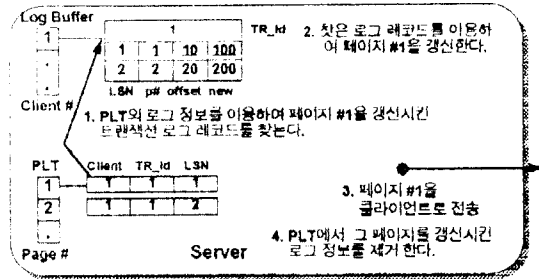 Log Buffer
1
1
TR_Id
1 1 10 100
2 2 20 200
LSN p# offset new
Client #
2. 찾은 로그 레코드를 이용하
여 페이지 #1을 갱신한다.
1. PLT의 로그 정보를 이용하여 페이지 #1을 갱신시킨
트랜잭션 로그 레코드를 찾는다.
PLT
Client TR_Id LSN
1
1 1 1
2
1 1 2
Page #
Server
3. 페이지 #1을
클라이언트로 전송
4. PLT에서 그 페이지를 갱신시킨
로그 정보를 제거 한다.